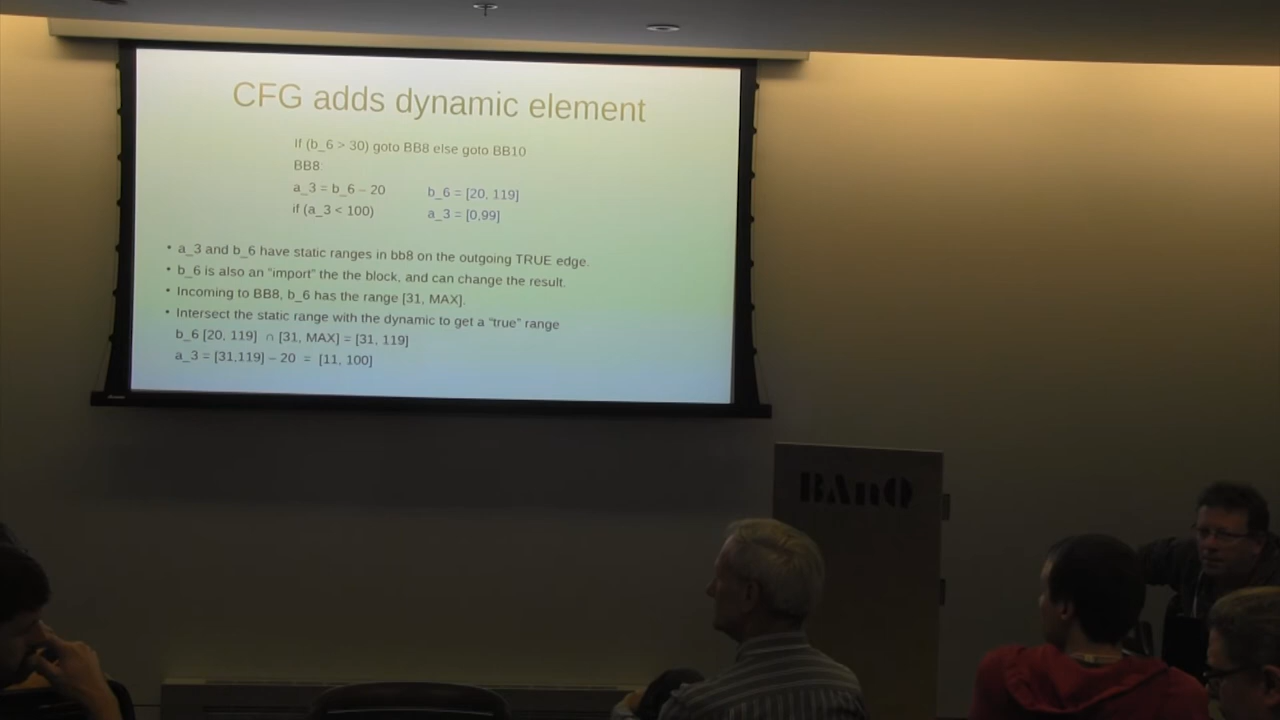 CFG adds dynamic element
If (b_6 > 30) goto BB8 else goto BB10
BB8:
a_3 = b_6 – 20 b_6 = [20, 119]
if (a_3 < 100) a_3 = [0,99]
• a_3 and b_6 have static ranges in bb8 on the outgoing TRUE edge.
• b_6 is also an “import” the the block, and can change the result.
• Incoming to BB8, b_6 has the range [31, MAX].
• Intersect the static range with the dynamic to get a “true” range
b_6 [20, 119] ∩ [31, MAX] = [31, 119]
a_3 = [31,119] – 20 = [11, 100]
BAnQ